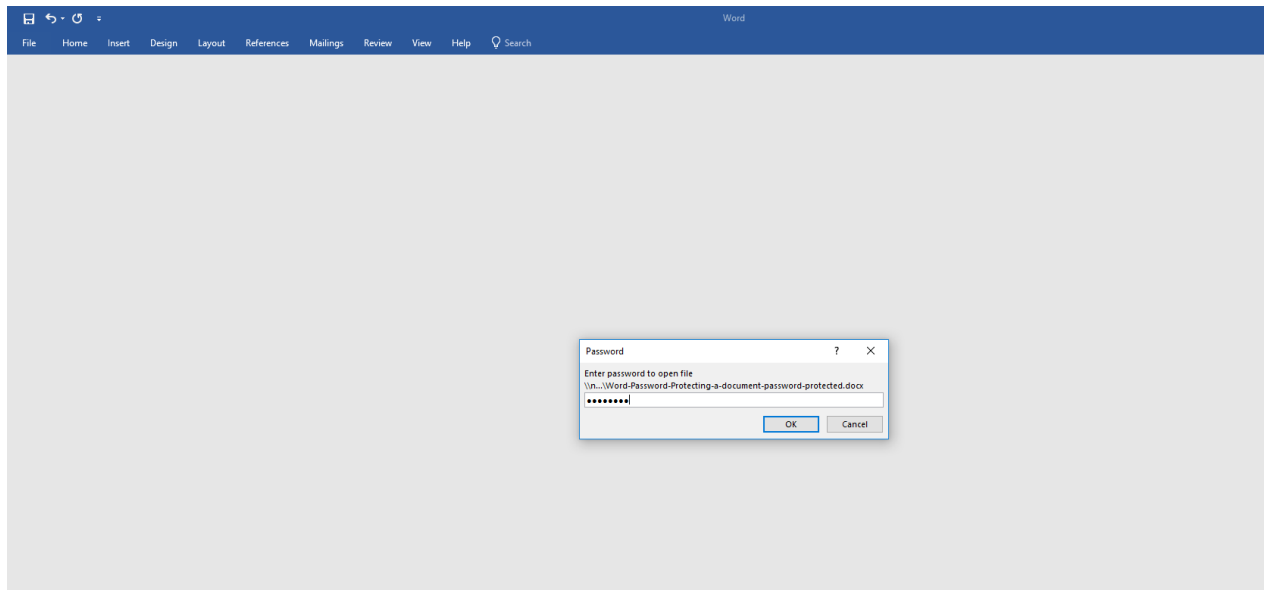 Word
File Home Insert Design Layout References Mailings Review View Help Search
Password ?
Enter password to open file
\\n...\Word-Password-Protecting-a-document-password-protected.docx
••••••••
OK Cancel